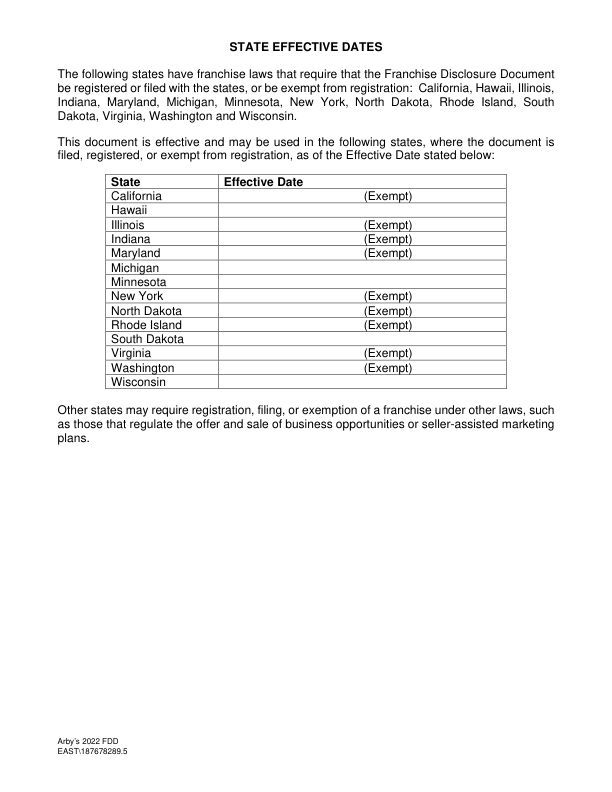 STATE EFFECTIVE DATES
The following states have franchise laws that require that the Franchise Disclosure Document
be registered or filed with the states, or be exempt from registration:  California, Hawaii, Illinois,
Indiana, Maryland, Michigan, Minnesota, New York, North Dakota, Rhode Island, South
Dakota, Virginia, Washington and Wisconsin.
This document is effective and may be used in the following states, where the document is
filed, registered, or exempt from registration, as of the Effective Date stated below:
State Effective Date
California (Exempt)
Hawaii
Illinois (Exempt)
Indiana (Exempt)
Maryland (Exempt)
Michigan
Minnesota
New York (Exempt)
North Dakota (Exempt)
Rhode Island (Exempt)
South Dakota
Virginia (Exempt)
Washington (Exempt)
Wisconsin
Other states may require registration, filing, or exemption of a franchise under other laws, such
as those that regulate the offer and sale of business opportunities or seller-assisted marketing
plans.
Arby's 2022 FDD
EAST\187678289.5